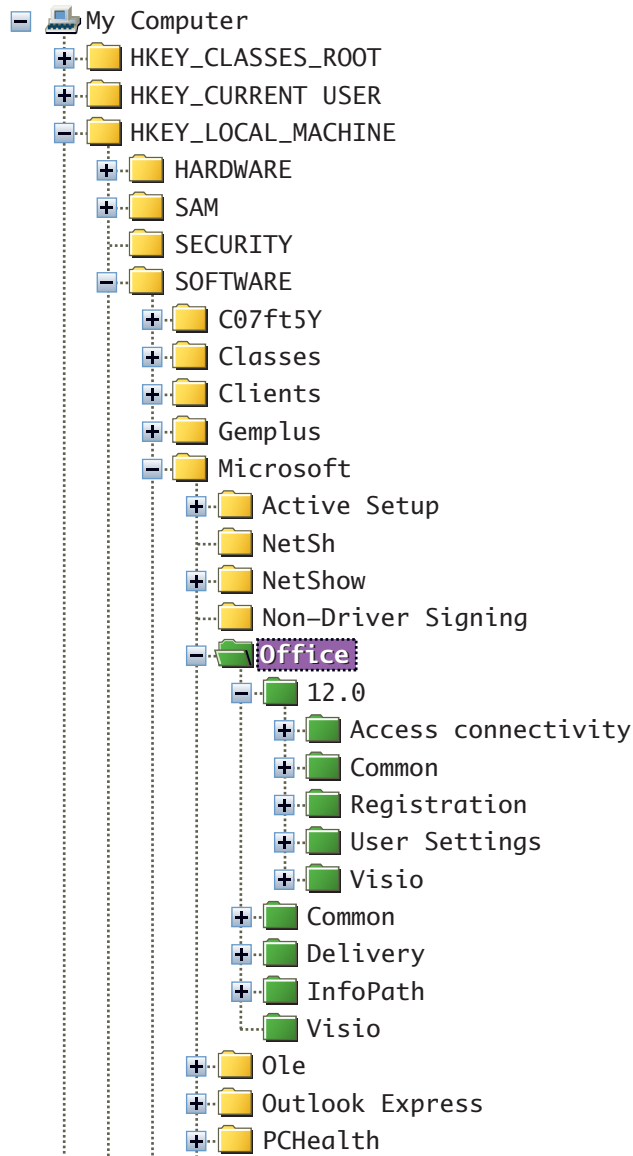 My Computer
HKEY_CLASSES_ROOT
HKEY_CURRENT USER
HKEY_LOCAL_MACHINE
HARDWARE
SAM
SECURITY
SOFTWARE
C07ft5Y
Classes
Clients
Gemplus
Microsoft
Active Setup
NetSh
NetShow
Non–Driver Signing
Office
12.0
Access connectivity
Common
Registration
User Settings
Visio
Common
Delivery
InfoPath
Visio
Ole
Outlook Express
PCHealth